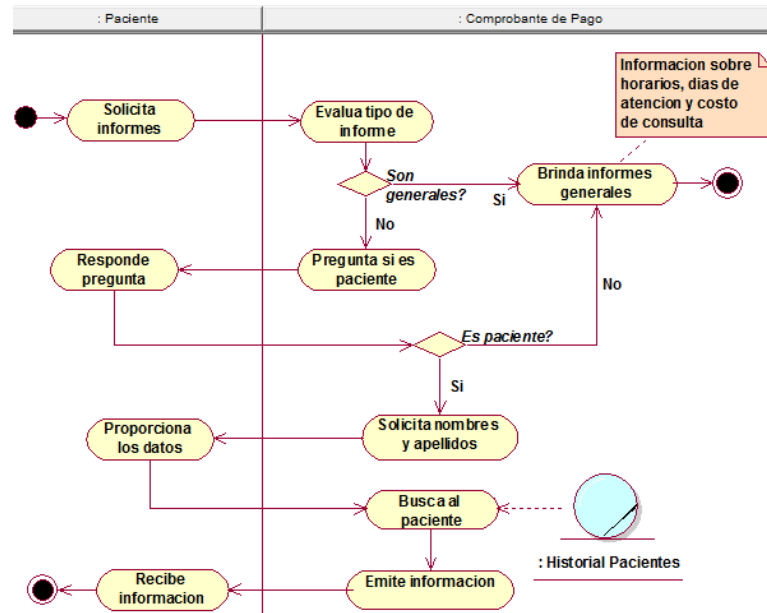 : Paciente
: Comprobante de Pago
Informacion sobre
horarios, dias de
atencion y costo
de consulta
Solicita
informes
Evalua tipo de
informe
Son
generales?
Si
Brinda informes
generales
No
Responde
pregunta
Pregunta si es
paciente
No
Es paciente?
Si
Proporciona
los datos
Solicita nombres
y apellidos
Busca al
paciente
: Historial Pacientes
Recibe
informacion
Emite informacion